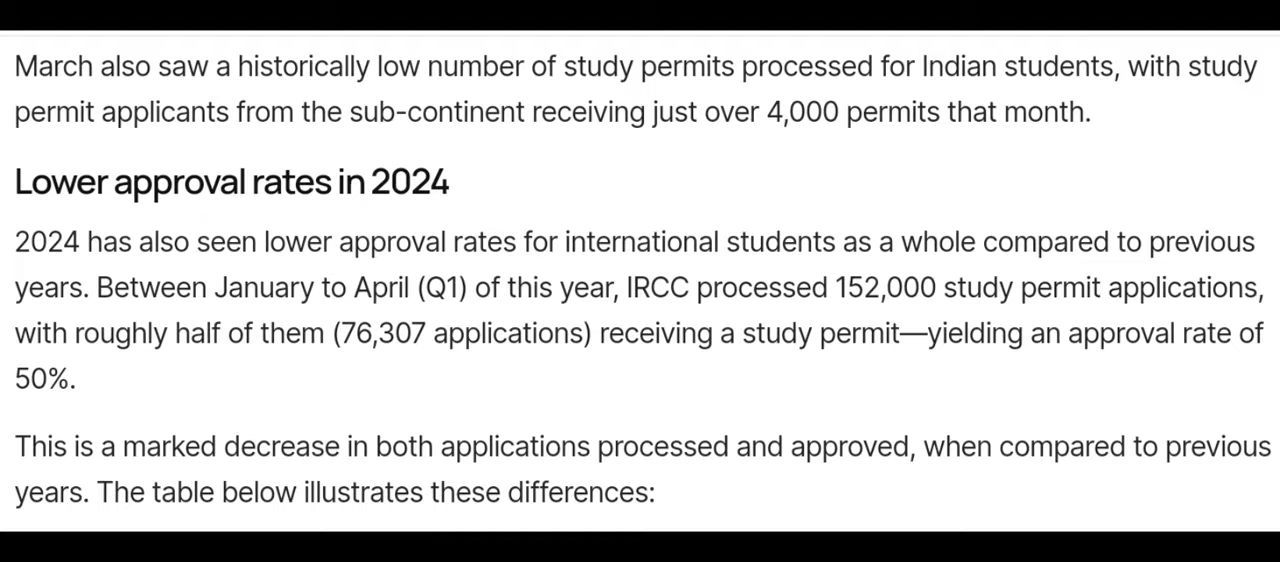 March also saw a historically low number of study permits processed for Indian students, with study
permit applicants from the sub-continent receiving just over 4,000 permits that month.
Lower approval rates in 2024
2024 has also seen lower approval rates for international students as a whole compared to previous
years. Between January to April (Q1) of this year, IRCC processed 152,000 study permit applications,
with roughly half of them (76,307 applications) receiving a study permit—yielding an approval rate of
50%.
This is a marked decrease in both applications processed and approved, when compared to previous
years. The table below illustrates these differences: